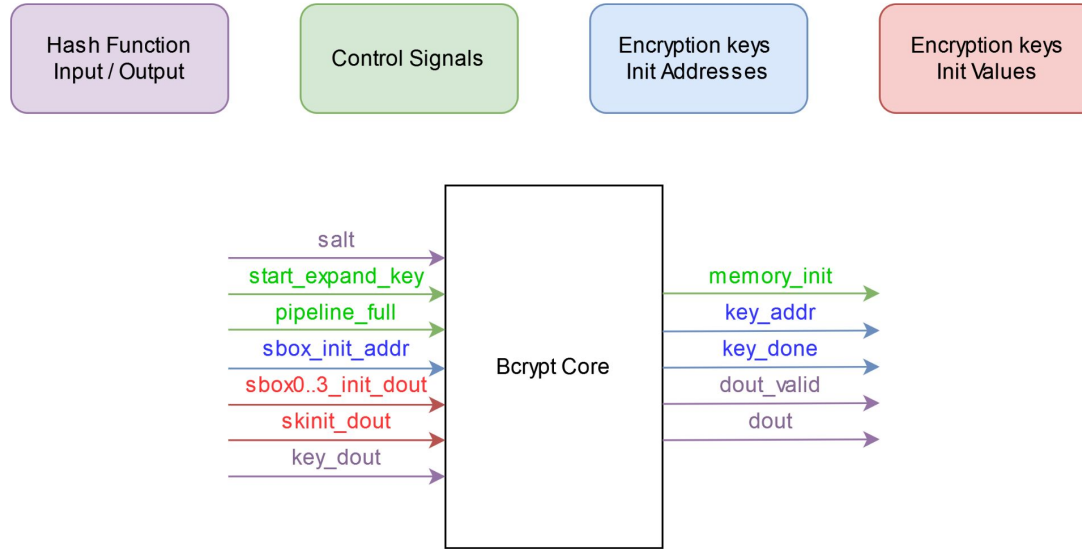 Hash Function
Input / Output
Control Signals
Encryption keys
Init Addresses
Encryption keys
Init Values
salt
start_expand_key
pipeline_full
sbox_init_addr
sbox0..3_init_dout
skinit_dout
key_dout
Bcrypt Core
memory_init
key_addr
key_done
dout_valid
dout